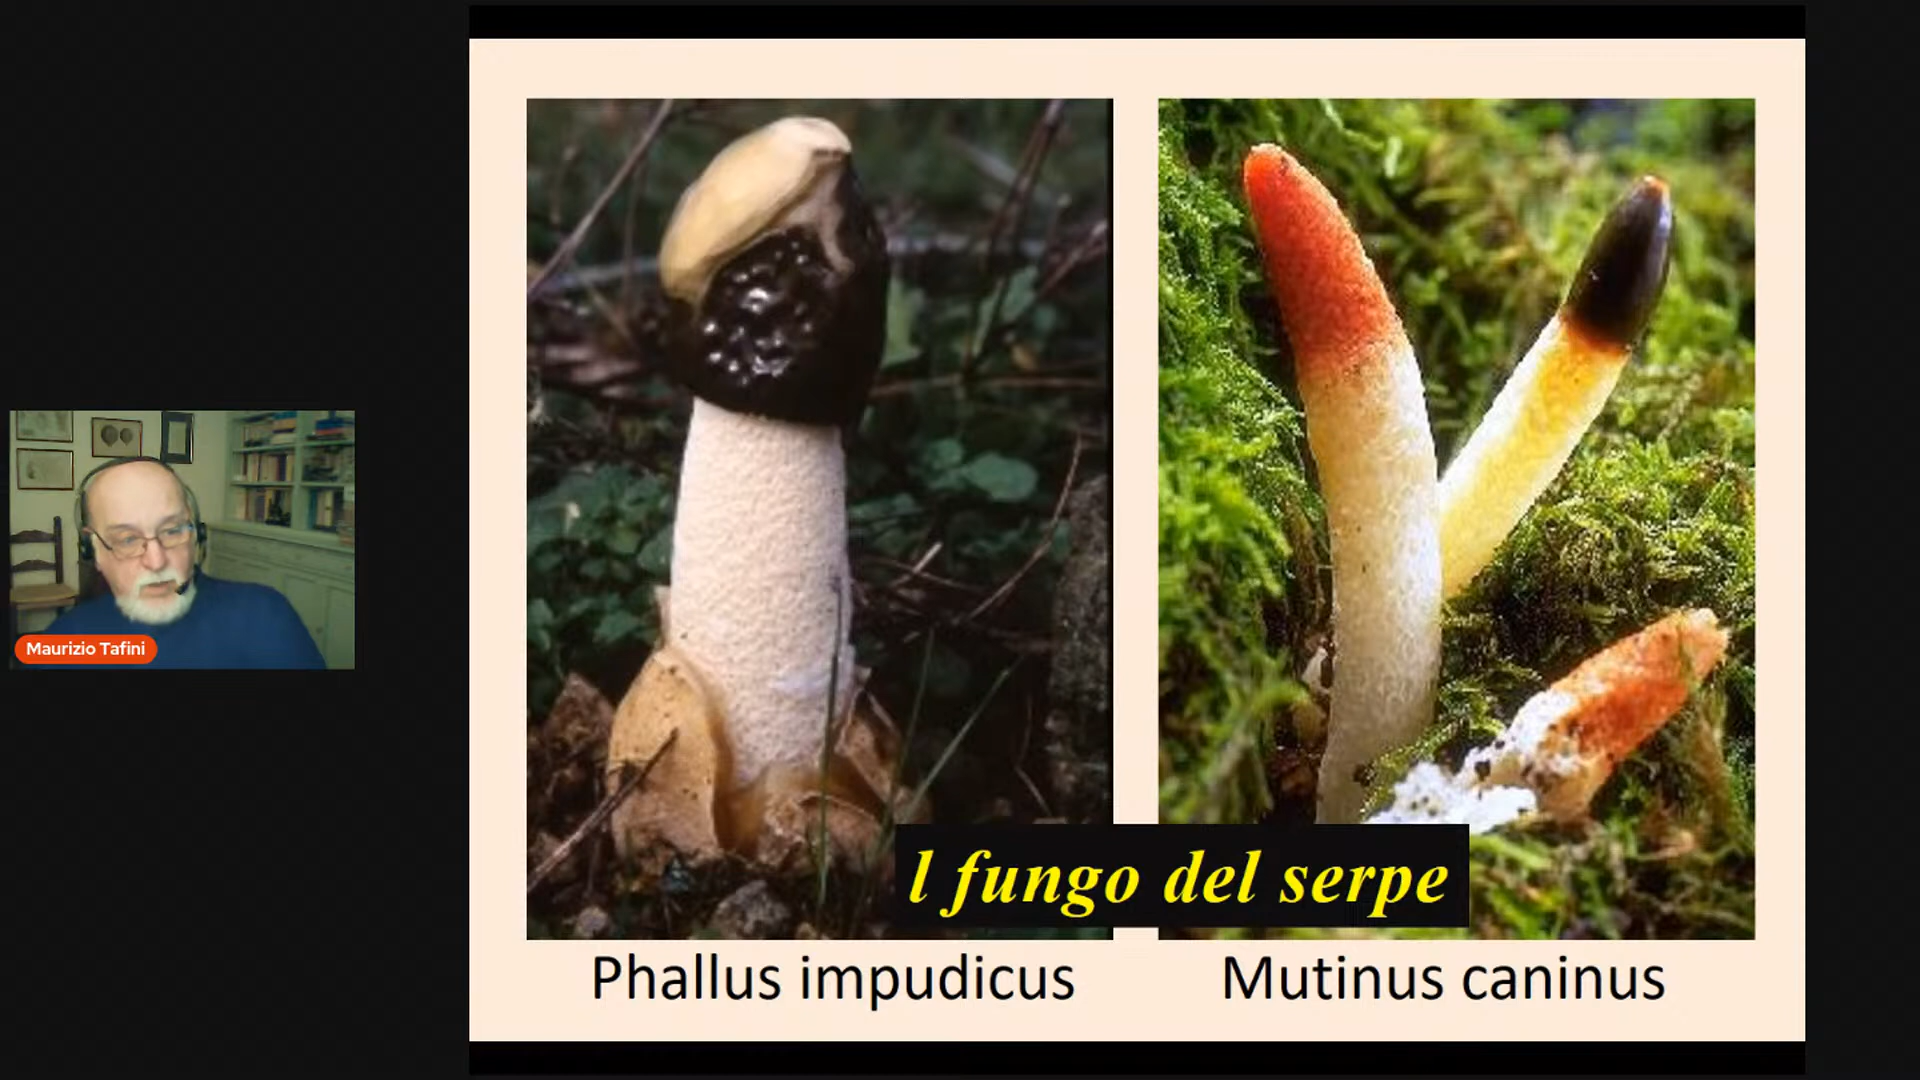 Maurizio Tafini
l fungo del serpe
Phallus impudicus
Mutinus caninus